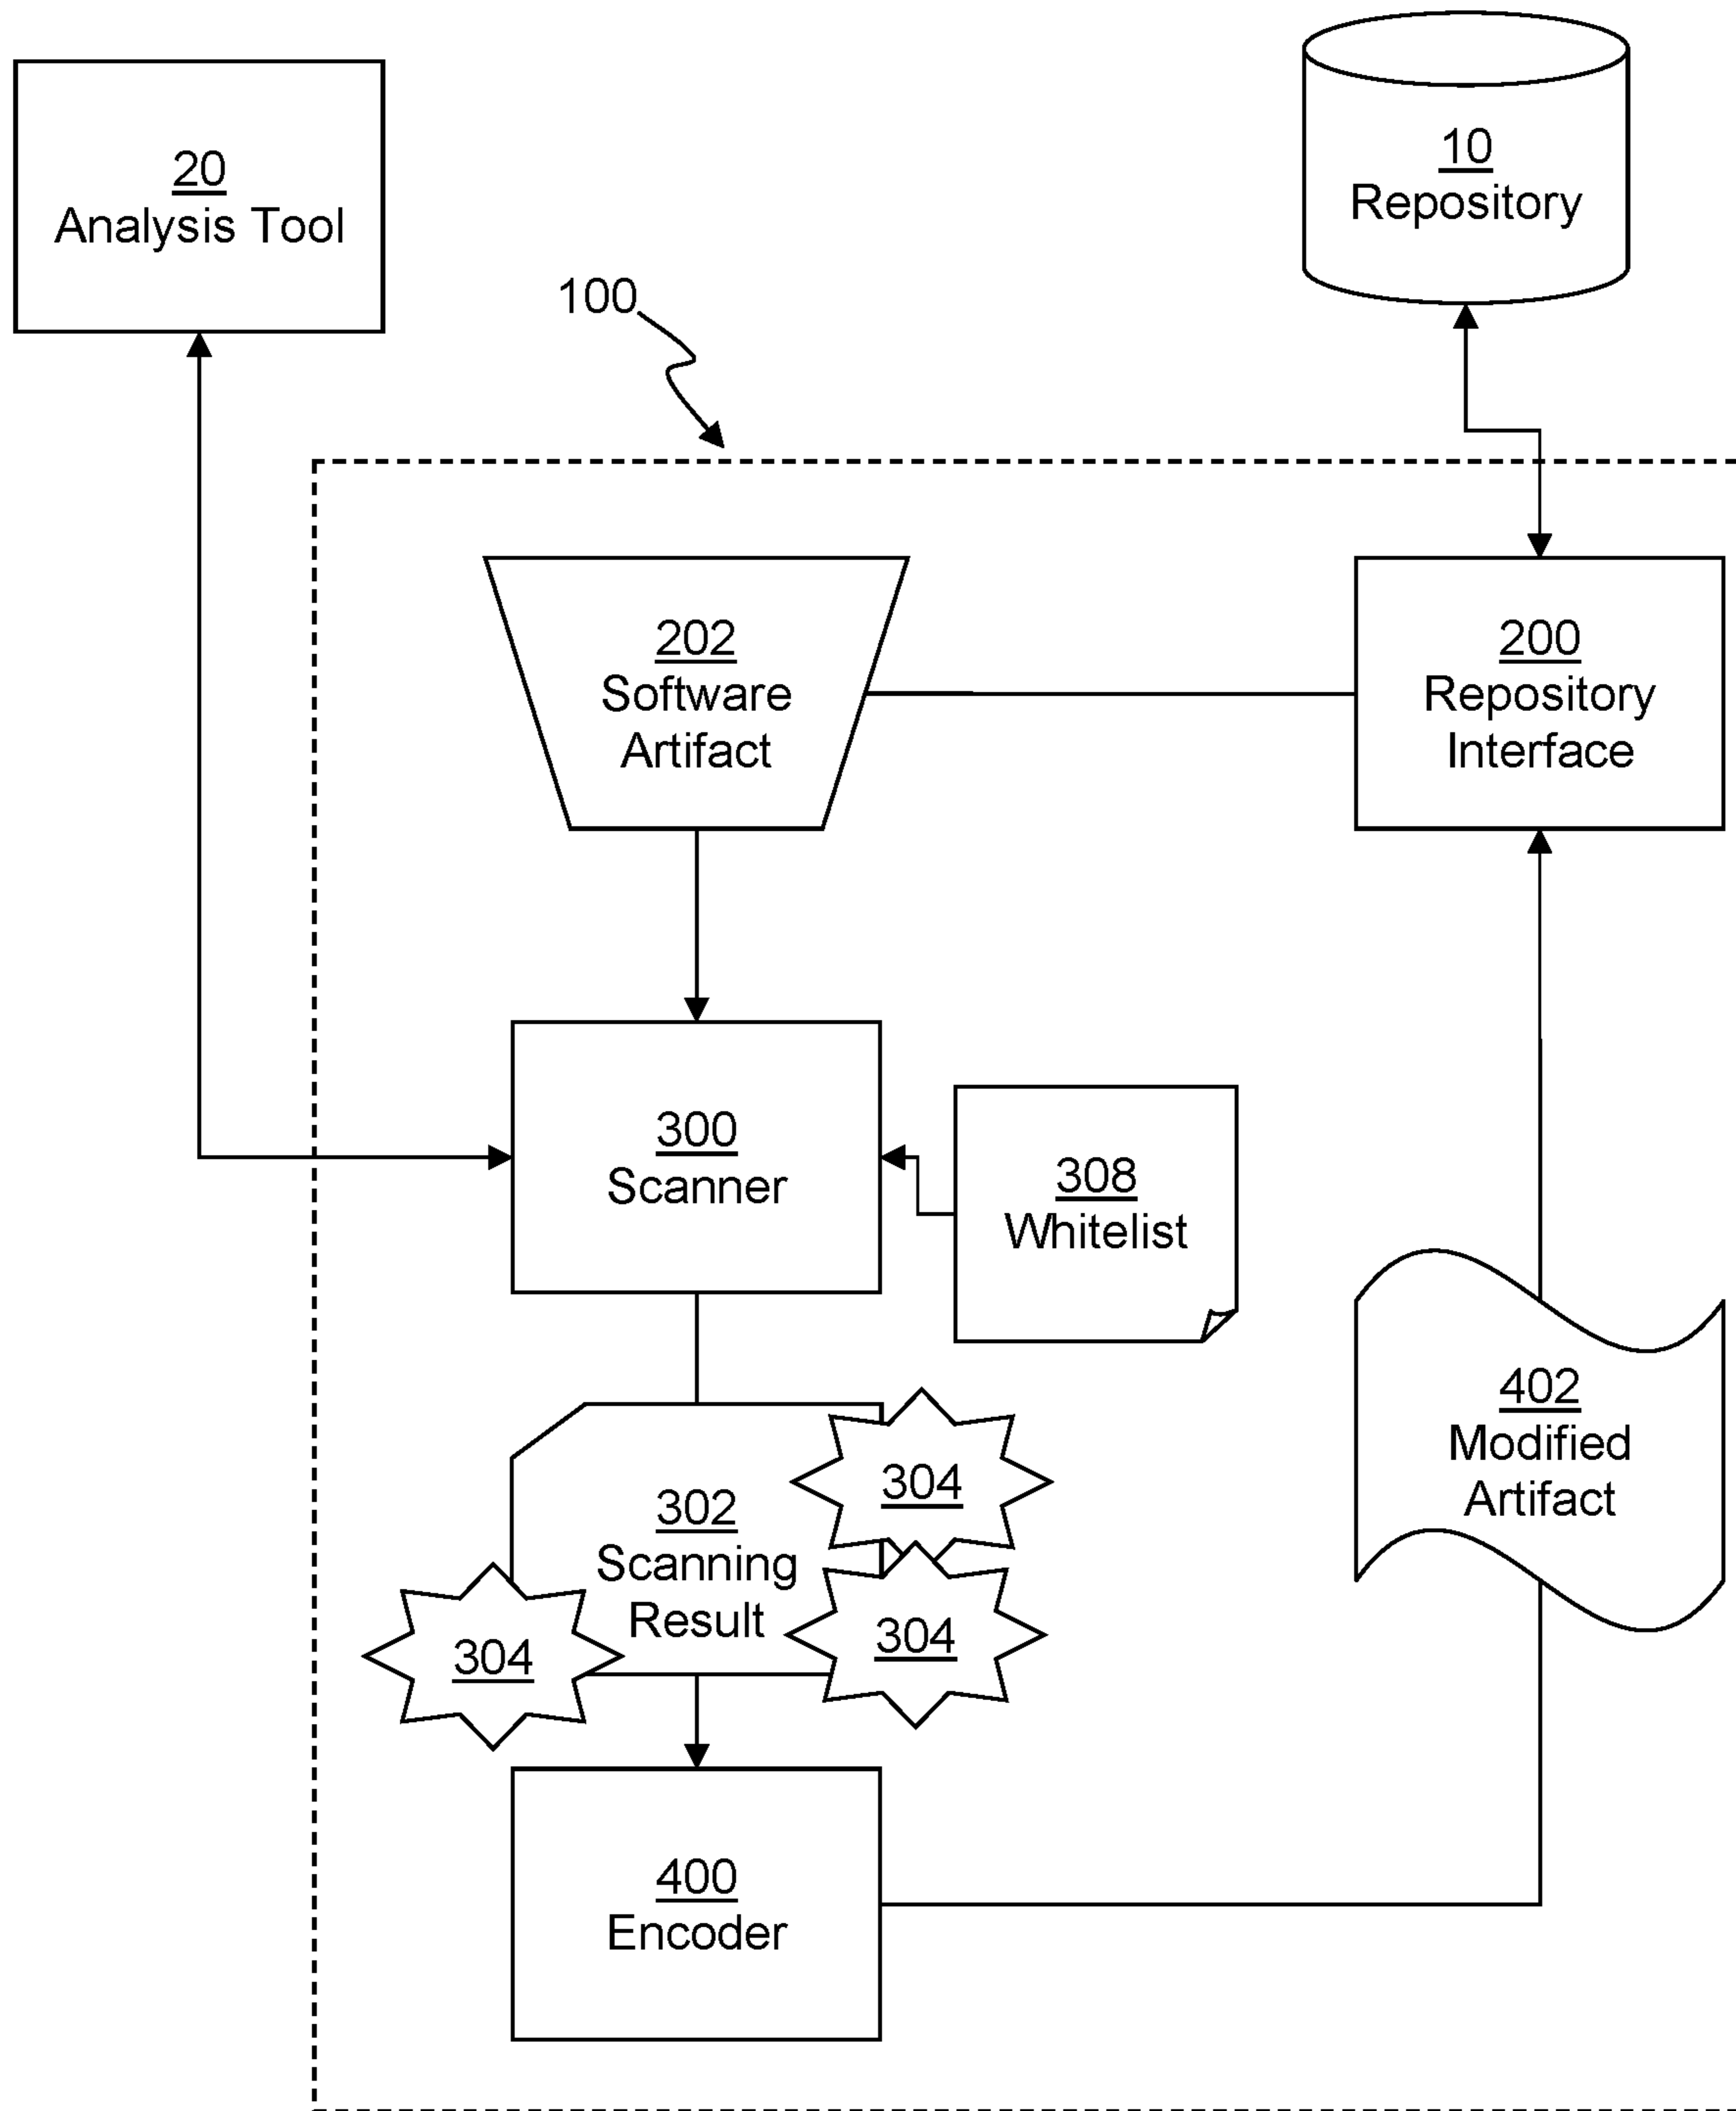 20
Analysis Tool
10
Repository
100
202
Software
Artifact
200
Repository
Interface
300
Scanner
308
Whitelist
402
Modified
Artifact
304
302
Scanning
Result
304
304
400
Encoder